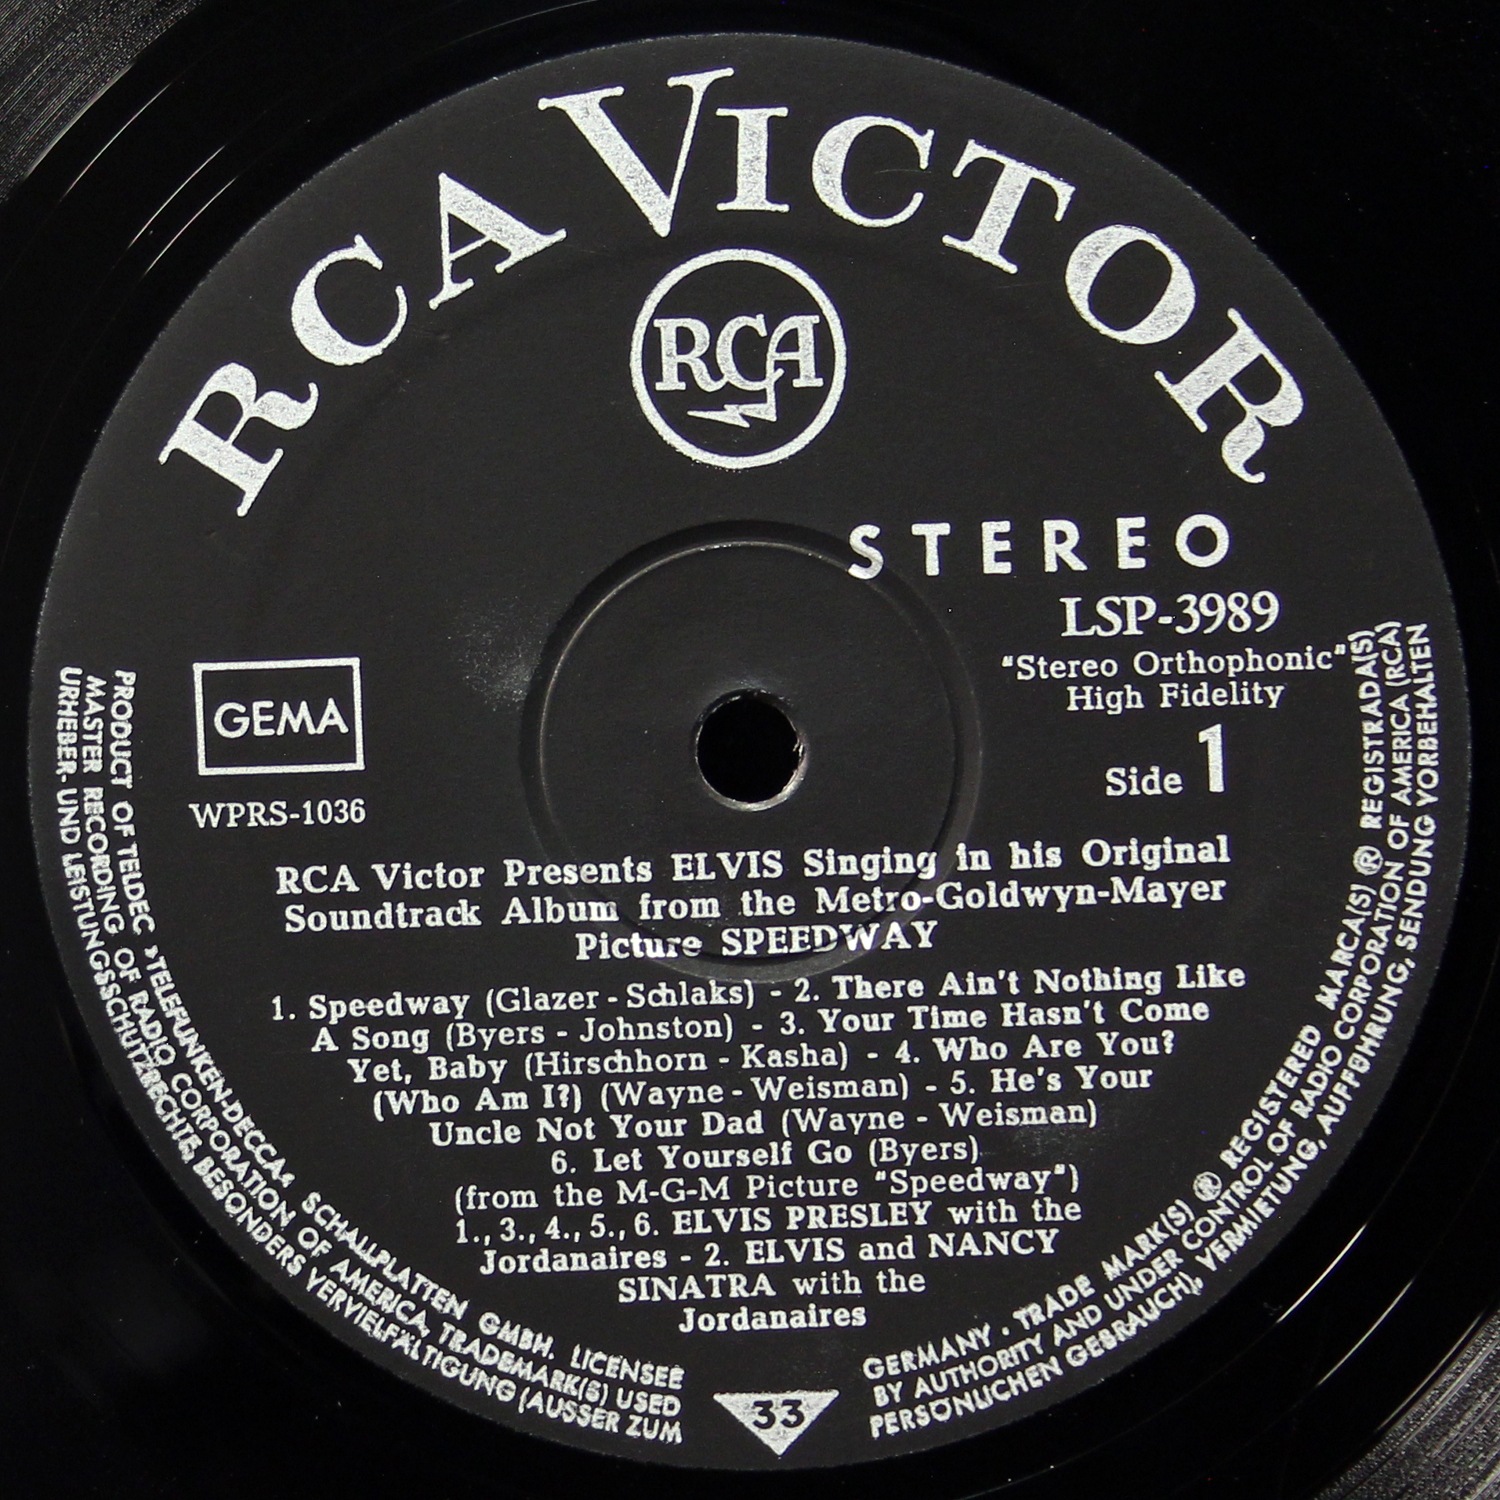 RCA VICTOR
RCA
STEREO
LSP-3989
"Stereo Orthophonic"
High Fidelity
Side 1
GEMA
WPRS-1036
RCA Victor Presents ELVIS Singing in his Original
Soundtrack Album from the Metro-Goldwyn-Mayer
Picture SPEEDWAY
1. Speedway (Glazer - Schlaks) - 2. There Ain't Nothing Like
A Song (Byers - Johnston) - 3. Your Time Hasn't Come
Yet, Baby (Hirschhorn - Kasha) - 4. Who Are You?
(Who Am I?) (Wayne - Weisman) - 5. He's Your
Uncle Not Your Dad (Wayne - Weisman)
6. Let Yourself Go (Byers)
(from the M-G-M Picture "Speedway")
1., 3., 4., 5., 6. ELVIS PRESLEY with the
Jordanaires - 2. ELVIS and NANCY
SINATRA with the
Jordanaires
PRODUCT OF TELDEC »TELEFUNKEN-DECCA« SCHALLPLATTEN GMBH. LICENSEE
MASTER RECORDING OF RADIO CORPORATION OF AMERICA, TRADEMARK(S) USED
URHEBER- UND LEISTUNGSSCHUTZRECHTE, BESONDERS VERVIELFÄLTIGUNG (AUSSER ZUM
33
GERMANY · TRADE MARK(S) ® REGISTERED MARCA(S) ® REGISTRADA(S)
BY AUTHORITY AND UNDER CONTROL OF RADIO CORPORATION OF AMERICA (RCA)
PERSÖNLICHEN GEBRAUCH), VERMIETUNG, AUFFÜHRUNG, SENDUNG VORBEHALTEN